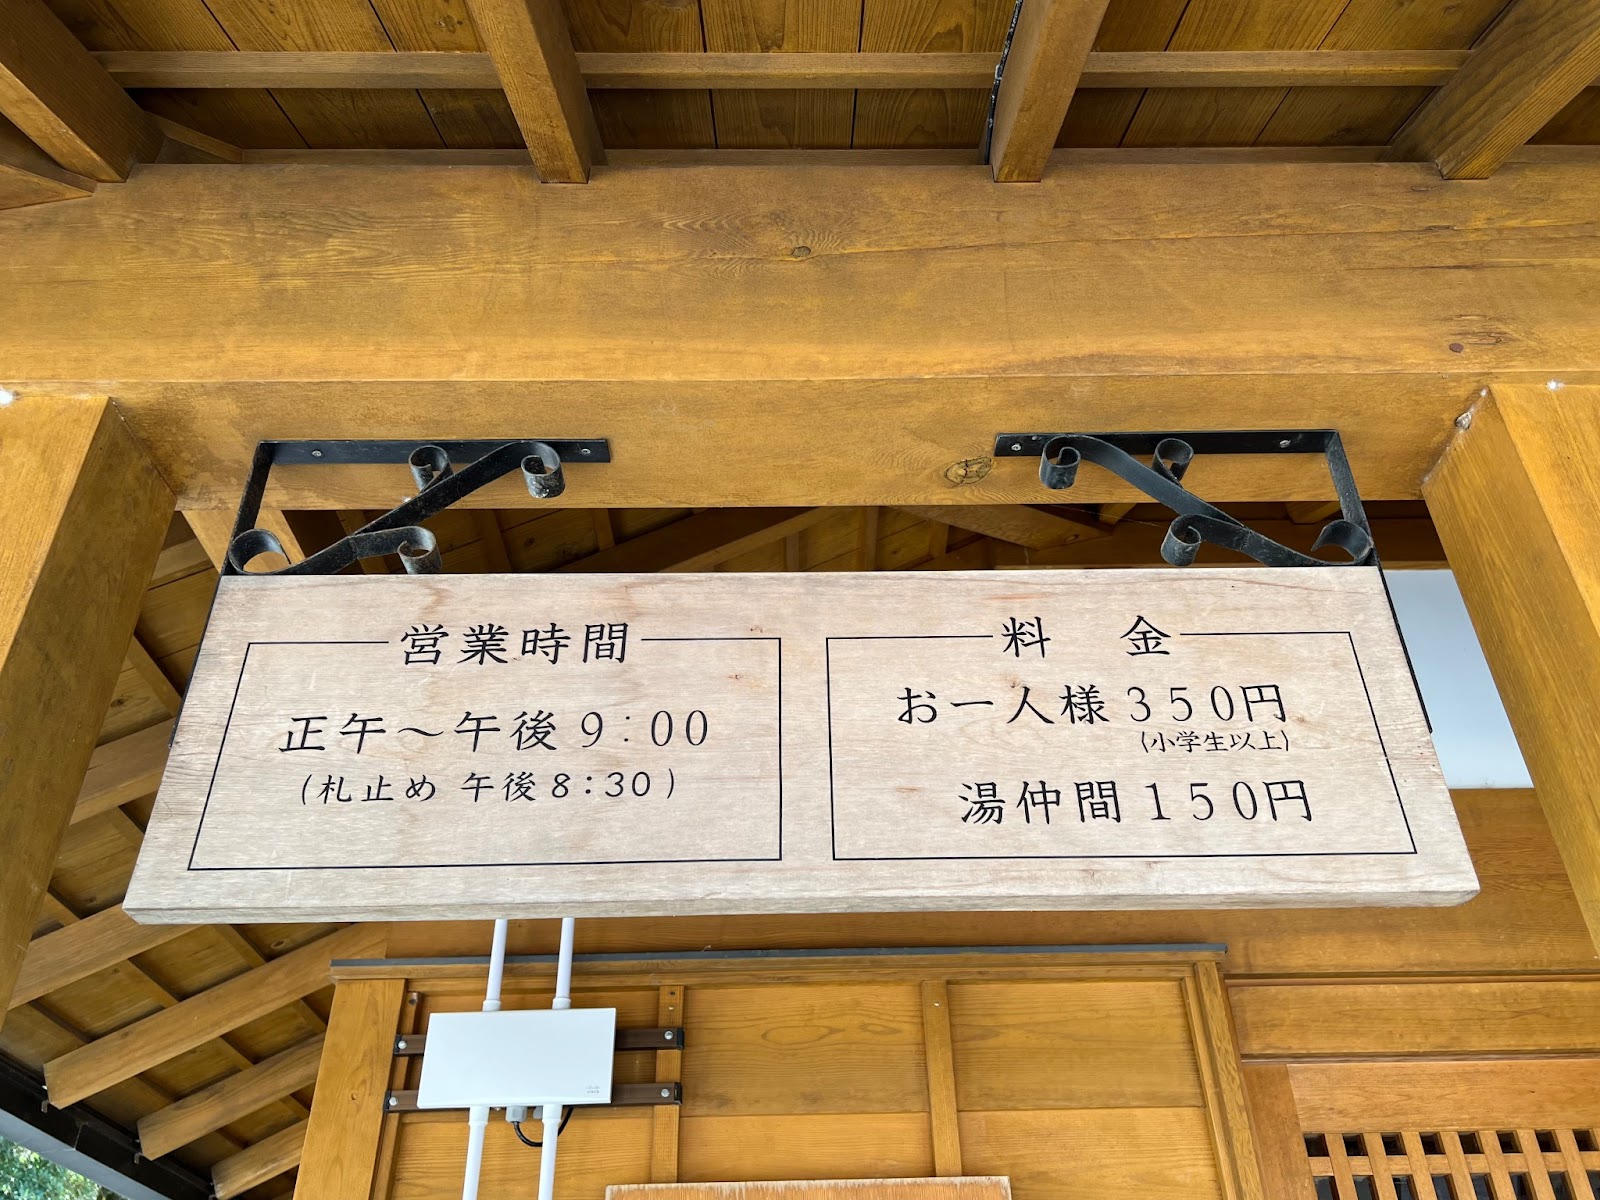 営業時間
正午～午後9:00
(札止め 午後8:30)
料 金
お一人様350円
(小学生以上)
湯仲間150円